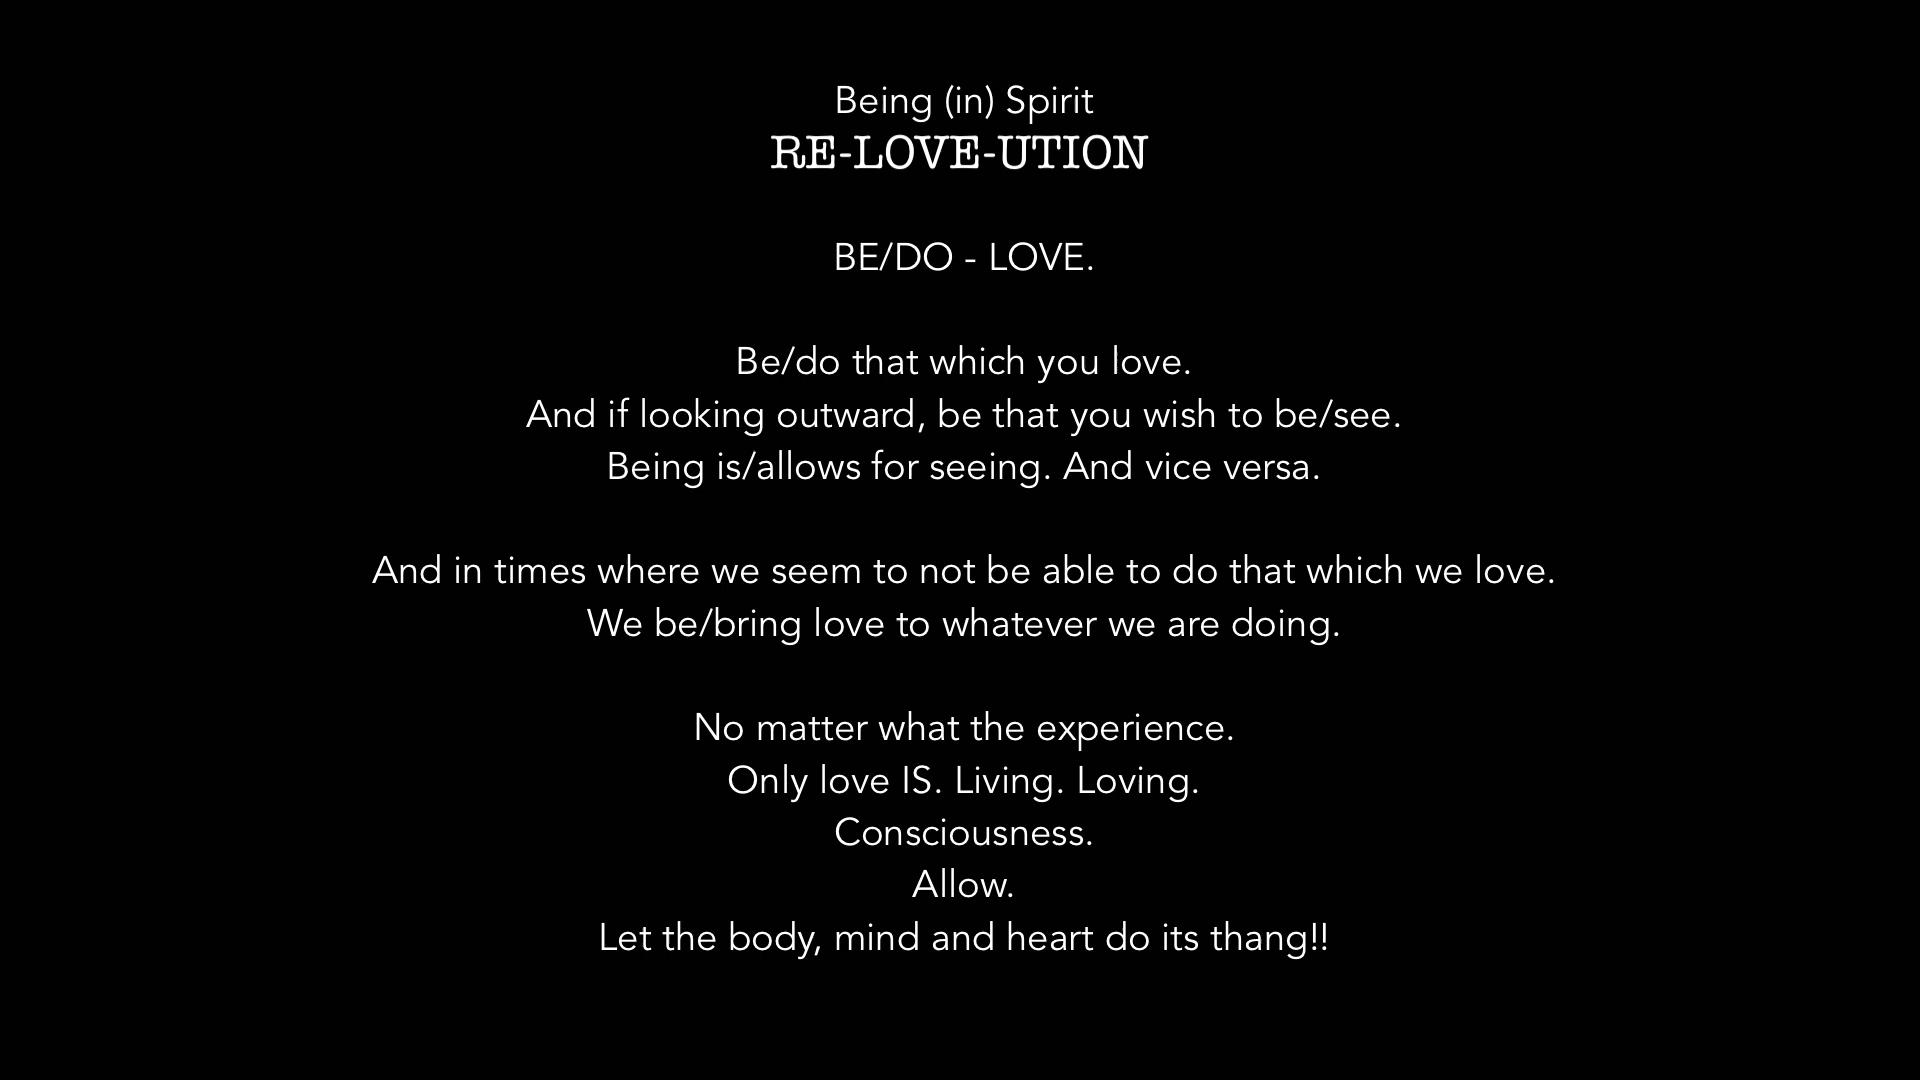 Being (in) Spirit
RE-LOVE-UTION
BE/DO - LOVE.
Be/do that which you love.
And if looking outward, be that you wish to be/see.
Being is/allows for seeing. And vice versa.
And in times where we seem to not be able to do that which we love.
We be/bring love to whatever we are doing.
No matter what the experience.
Only love IS. Living. Loving.
Consciousness.
Allow.
Let the body, mind and heart do its thang!!